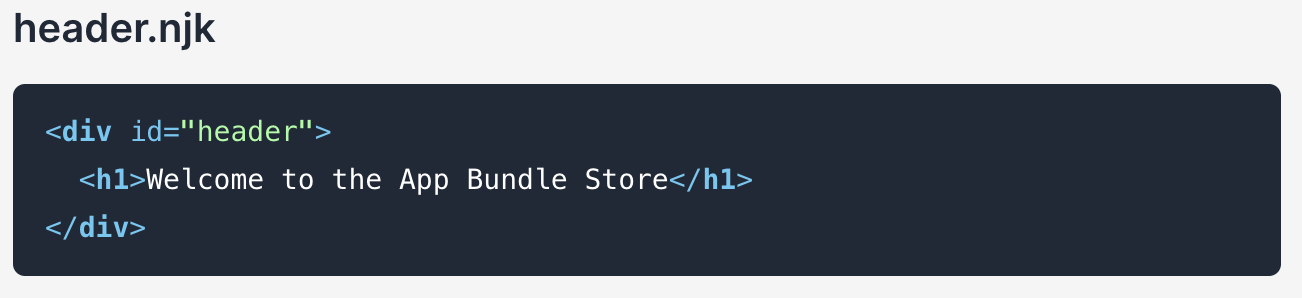 header.njk
<div id="header">
  <h1>Welcome to the App Bundle Store</h1>
</div>